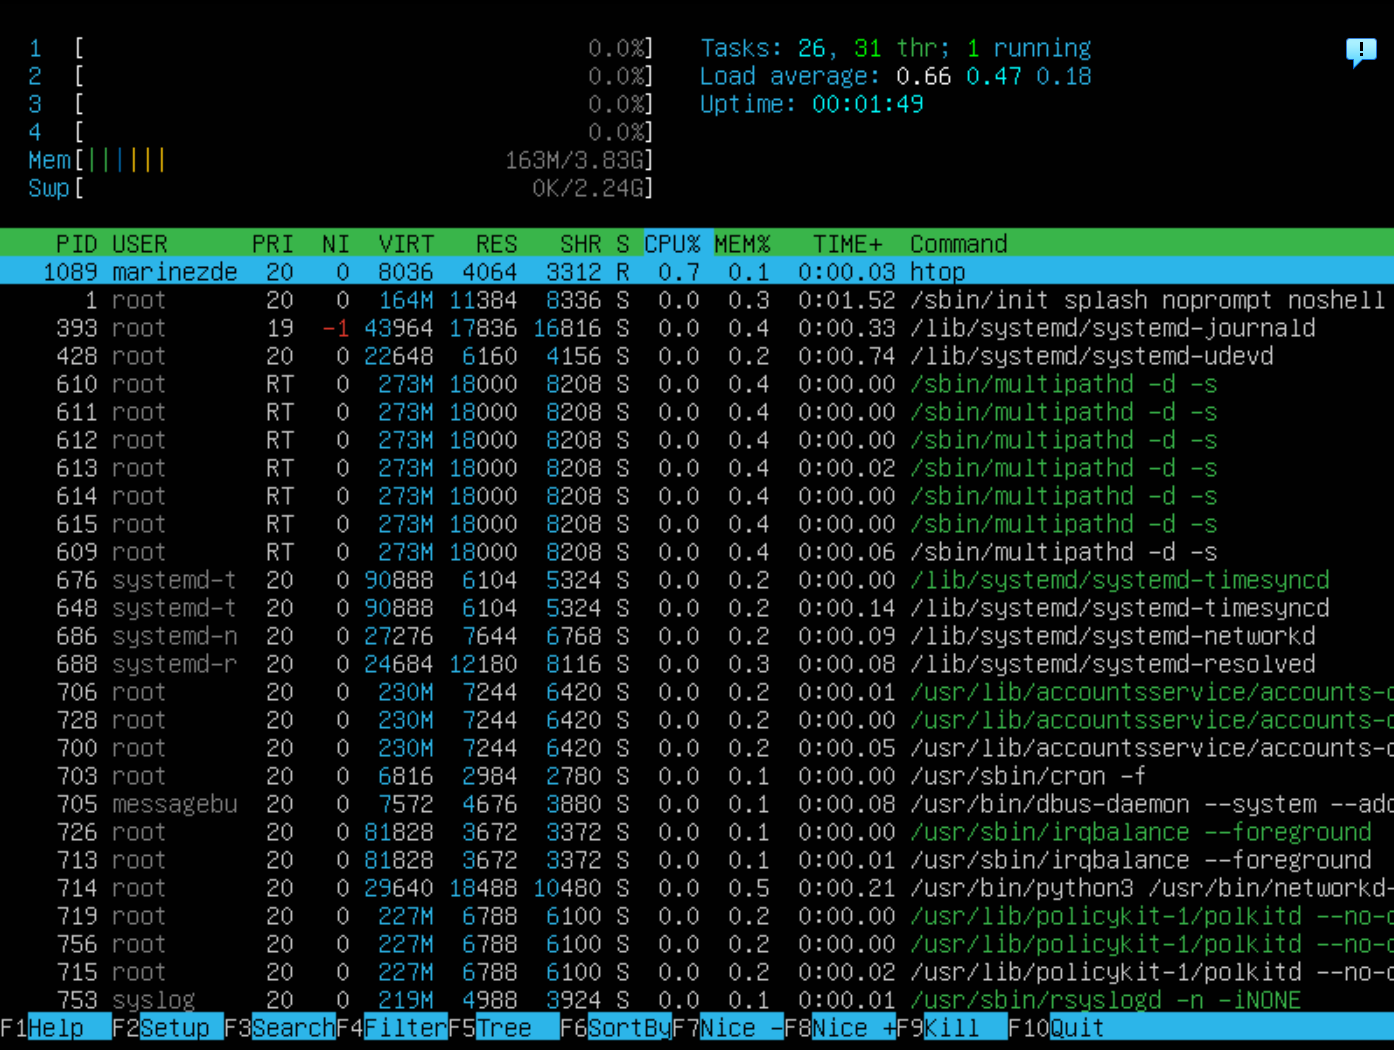 1 [ 0.0%] Tasks: 26, 31 thr; 1 running
2 [ 0.0%] Load average: 0.66 0.47 0.18
3 [ 0.0%] Uptime: 00:01:49
4 [ 0.0%]
Mem[|||||| 163M/3.83G]
Swp[ 0K/2.24G]
PID USER PRI NI VIRT RES SHR S CPU% MEM% TIME+ Command
1089 marinezde 20 0 8036 4064 3312 R 0.7 0.1 0:00.03 htop
1 root 20 0 164M 11384 8336 S 0.0 0.3 0:01.52 /sbin/init splash noprompt noshell
393 root 19 -1 43964 17836 16816 S 0.0 0.4 0:00.33 /lib/systemd/systemd-journald
428 root 20 0 22648 6160 4156 S 0.0 0.2 0:00.74 /lib/systemd/systemd-udevd
610 root RT 0 273M 18000 8208 S 0.0 0.4 0:00.00 /sbin/multipathd -d -s
611 root RT 0 273M 18000 8208 S 0.0 0.4 0:00.00 /sbin/multipathd -d -s
612 root RT 0 273M 18000 8208 S 0.0 0.4 0:00.00 /sbin/multipathd -d -s
613 root RT 0 273M 18000 8208 S 0.0 0.4 0:00.02 /sbin/multipathd -d -s
614 root RT 0 273M 18000 8208 S 0.0 0.4 0:00.00 /sbin/multipathd -d -s
615 root RT 0 273M 18000 8208 S 0.0 0.4 0:00.00 /sbin/multipathd -d -s
609 root RT 0 273M 18000 8208 S 0.0 0.4 0:00.06 /sbin/multipathd -d -s
676 systemd-t 20 0 90888 6104 5324 S 0.0 0.2 0:00.00 /lib/systemd/systemd-timesyncd
648 systemd-t 20 0 90888 6104 5324 S 0.0 0.2 0:00.14 /lib/systemd/systemd-timesyncd
686 systemd-n 20 0 27276 7644 6768 S 0.0 0.2 0:00.09 /lib/systemd/systemd-networkd
688 systemd-r 20 0 24684 12180 8116 S 0.0 0.3 0:00.08 /lib/systemd/systemd-resolved
706 root 20 0 230M 7244 6420 S 0.0 0.2 0:00.01 /usr/lib/accountsservice/accounts-d
728 root 20 0 230M 7244 6420 S 0.0 0.2 0:00.00 /usr/lib/accountsservice/accounts-d
700 root 20 0 230M 7244 6420 S 0.0 0.2 0:00.05 /usr/lib/accountsservice/accounts-d
703 root 20 0 6816 2984 2780 S 0.0 0.1 0:00.00 /usr/sbin/cron -f
705 messagebu 20 0 7572 4676 3880 S 0.0 0.1 0:00.08 /usr/bin/dbus-daemon --system --add
726 root 20 0 81828 3672 3372 S 0.0 0.1 0:00.00 /usr/sbin/irqbalance --foreground
713 root 20 0 81828 3672 3372 S 0.0 0.1 0:00.01 /usr/sbin/irqbalance --foreground
714 root 20 0 29640 18488 10480 S 0.0 0.5 0:00.21 /usr/bin/python3 /usr/bin/networkd-
719 root 20 0 227M 6788 6100 S 0.0 0.2 0:00.00 /usr/lib/policykit-1/polkitd --no-d
756 root 20 0 227M 6788 6100 S 0.0 0.2 0:00.00 /usr/lib/policykit-1/polkitd --no-d
715 root 20 0 227M 6788 6100 S 0.0 0.2 0:00.02 /usr/lib/policykit-1/polkitd --no-d
753 syslog 20 0 219M 4988 3924 S 0.0 0.1 0:00.01 /usr/sbin/rsyslogd -n -iNONE
F1Help F2Setup F3SearchF4FilterF5Tree F6SortByF7Nice -F8Nice +F9Kill F10Quit